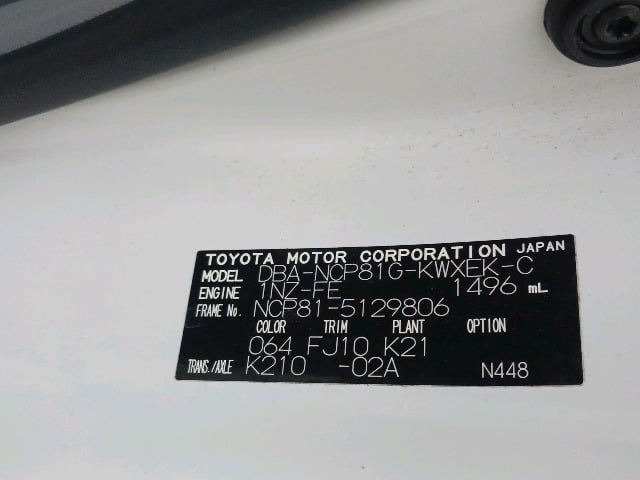 TOYOTA MOTOR CORPORATION JAPAN
MODEL DBA-NCP81G-KWXEK-C
ENGINE 1NZ-FE 1496 mL
FRAME No. NCP81-5129806
COLOR TRIM PLANT OPTION
064 FJ10 K21
TRANS./AXLE K210 -02A N448